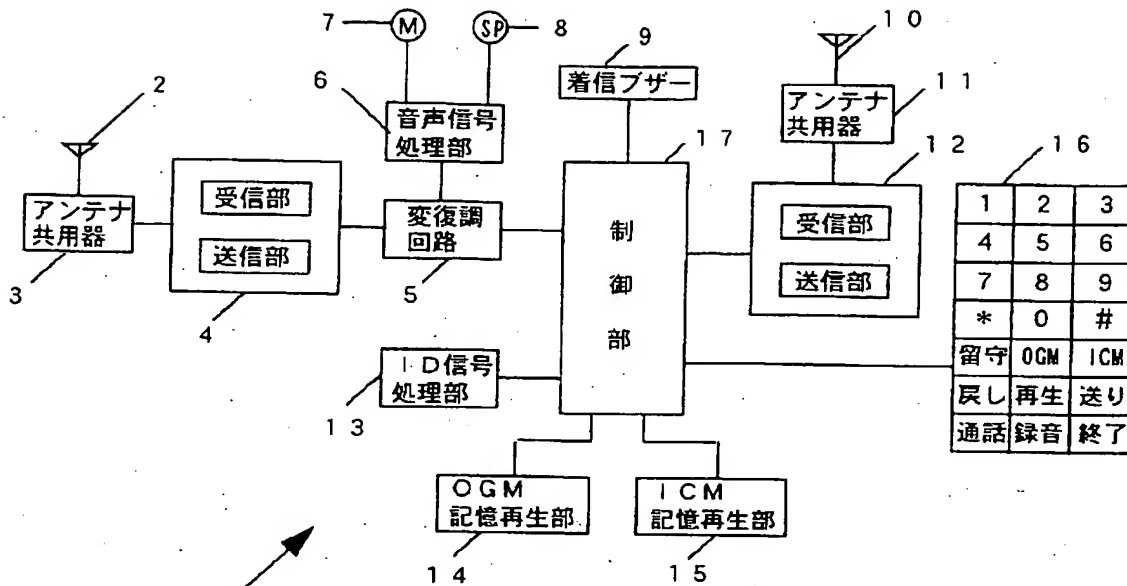 7
M
SP
8
10
9
2
6
着信ブザー
11
音声信号
処理部
アンテナ
共用器
17
12
16
アンテナ
共用器
受信部
送信部
変復調
回路
制御部
受信部
送信部
1 2 3
4 5 6
7 8 9
* 0 #
留守 OGM ICM
戻し 再生 送り
通話 録音 終了
3
4
5
ID信号
処理部
13
OGM
記憶再生部
ICM
記憶再生部
14
15